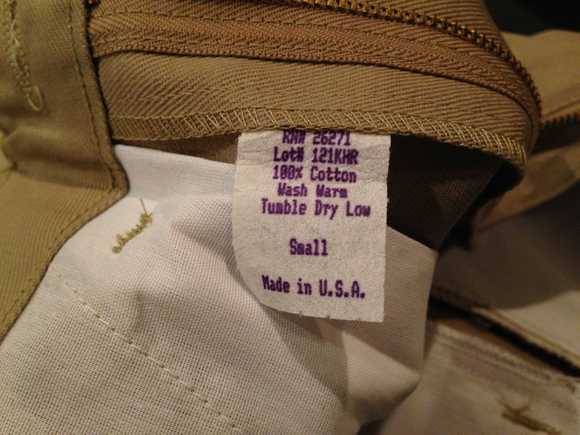 RN# 26271
Lot# 121KHR
100% Cotton
Wash Warm
Tumble Dry Low
Small
Made in U.S.A.